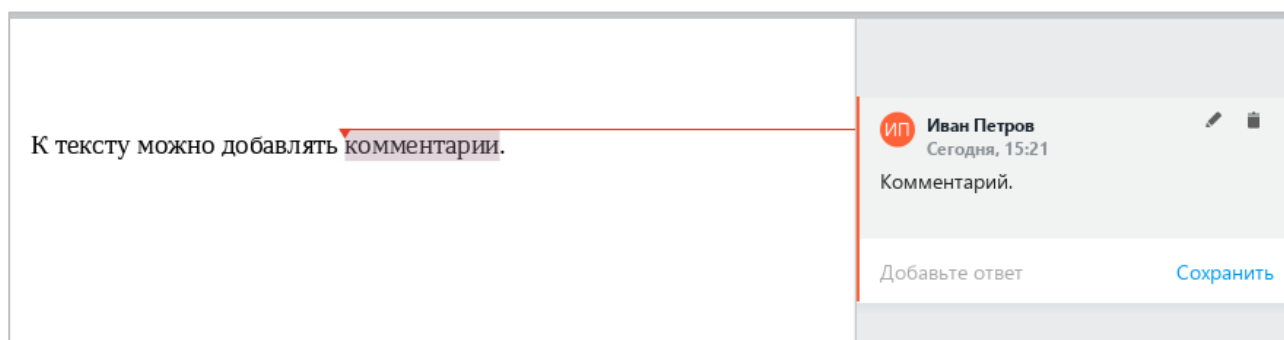 К тексту можно добавлять комментарии.
ИП
Иван Петров
Сегодня, 15:21
Комментарий.
Добавьте ответ
Сохранить